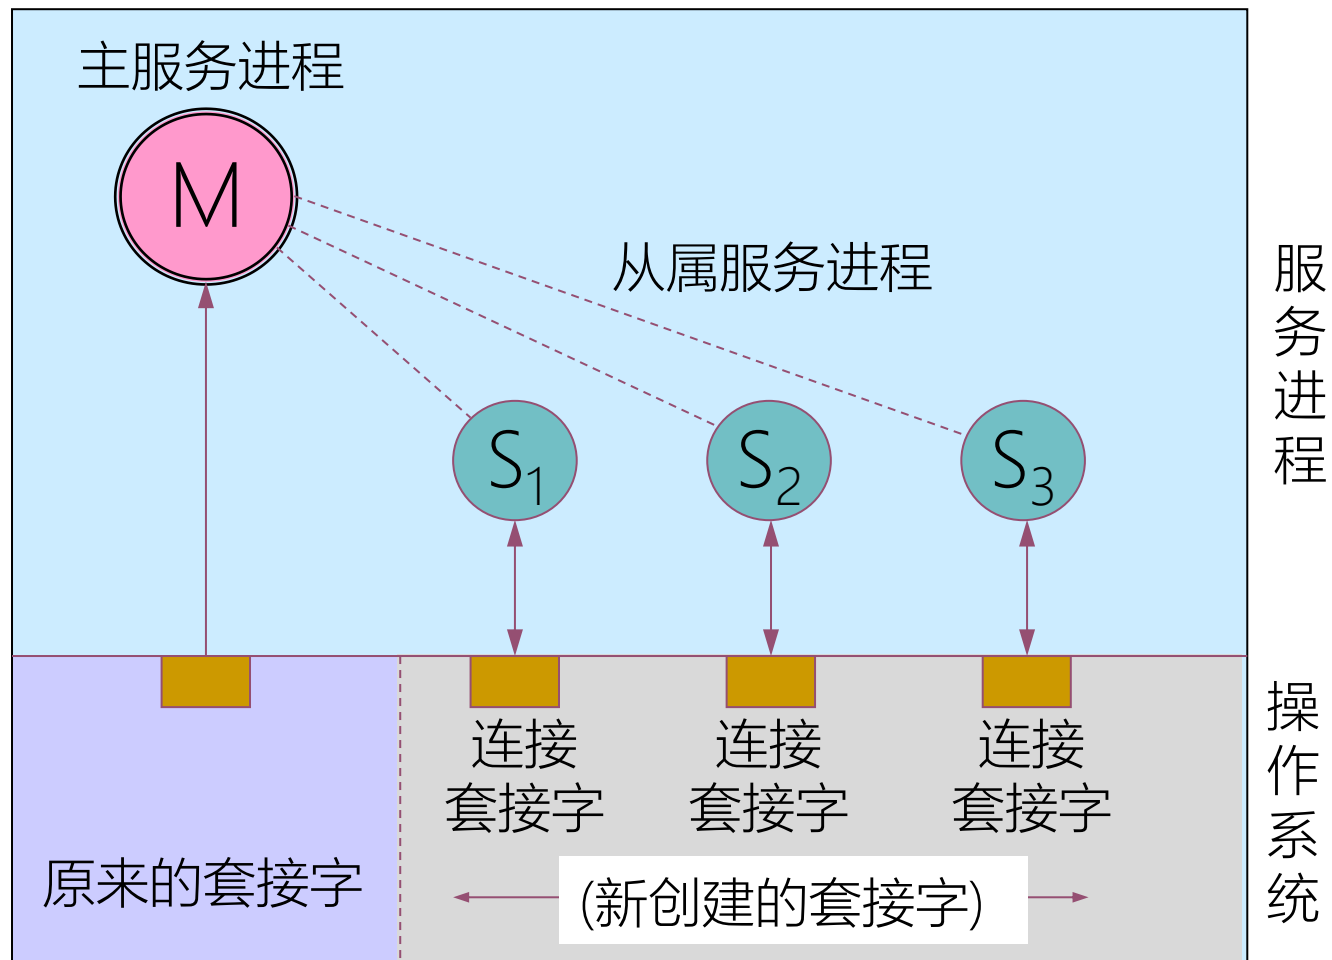 主服务进程
M
从属服务进程
服务进程
S1
S2
S3
连接
套接字
连接
套接字
连接
套接字
操作系统
原来的套接字
(新创建的套接字)